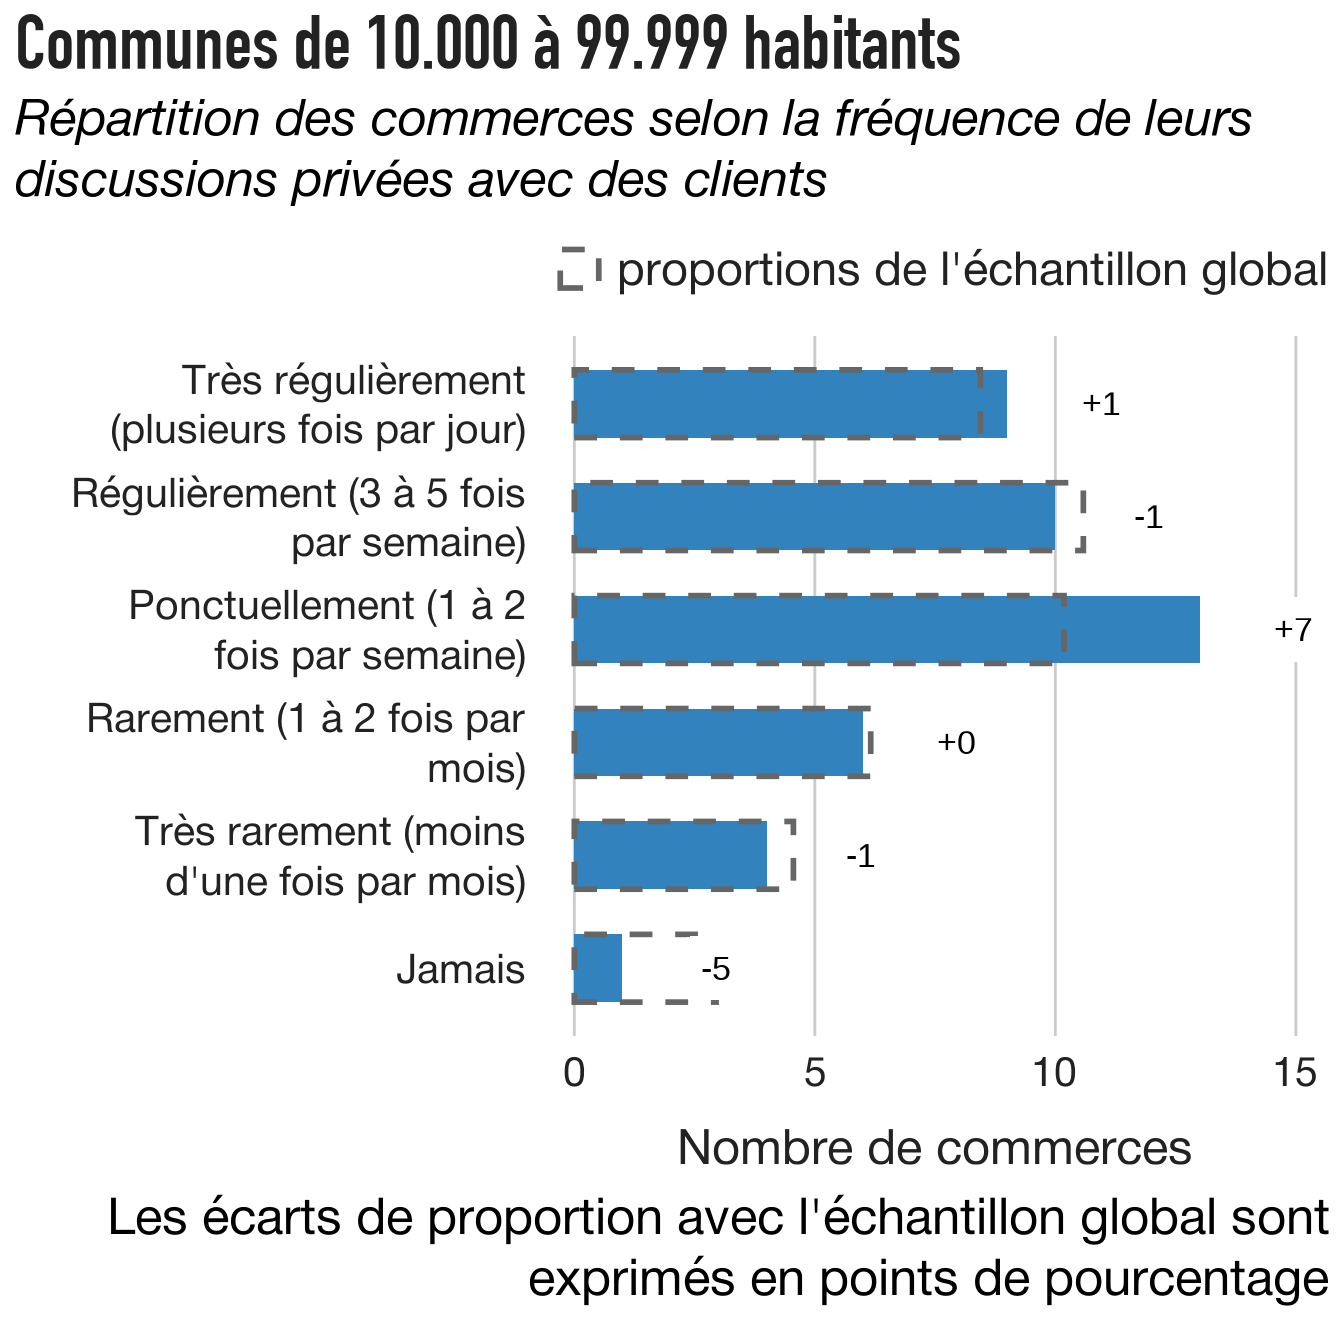 Communes de 10.000 à 99.999 habitants
Répartition des commerces selon la fréquence de leurs
discussions privées avec des clients
proportions de l'échantillon global
Très régulièrement
(plusieurs fois par jour)
+1
Régulièrement (3 à 5 fois
par semaine)
-1
Ponctuellement (1 à 2
fois par semaine)
+7
Rarement (1 à 2 fois par
mois)
+0
Très rarement (moins
d'une fois par mois)
-1
Jamais
-5
0 5 10 15
Nombre de commerces
Les écarts de proportion avec l'échantillon global sont
exprimés en points de pourcentage